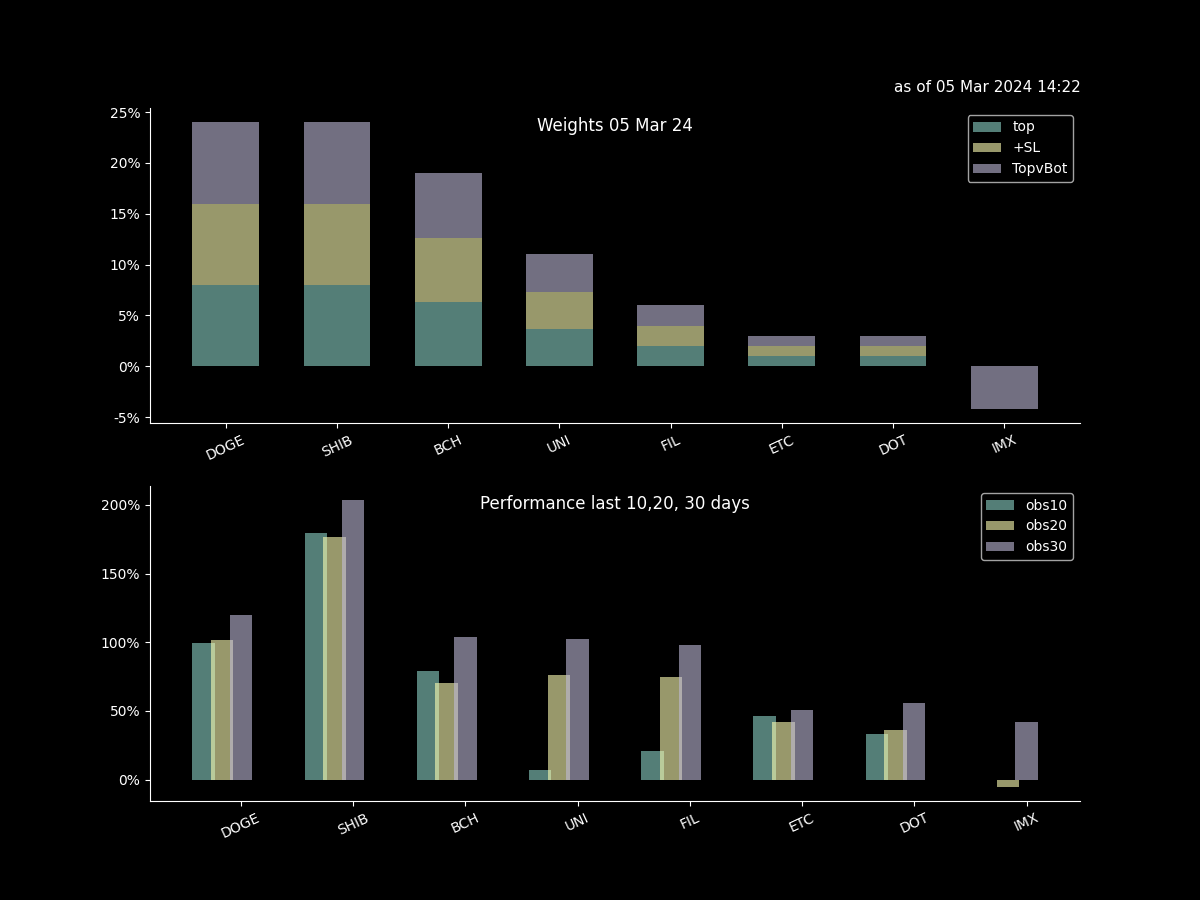 as of 05 Mar 2024 14:22
Weights 05 Mar 24
25%
20%
15%
10%
5%
0%
-5%
top
+SL
TopvBot
DOGE SHIB BCH UNI FIL ETC DOT IMX
Performance last 10,20, 30 days
200%
150%
100%
50%
0%
obs10
obs20
obs30
DOGE SHIB BCH UNI FIL ETC DOT IMX